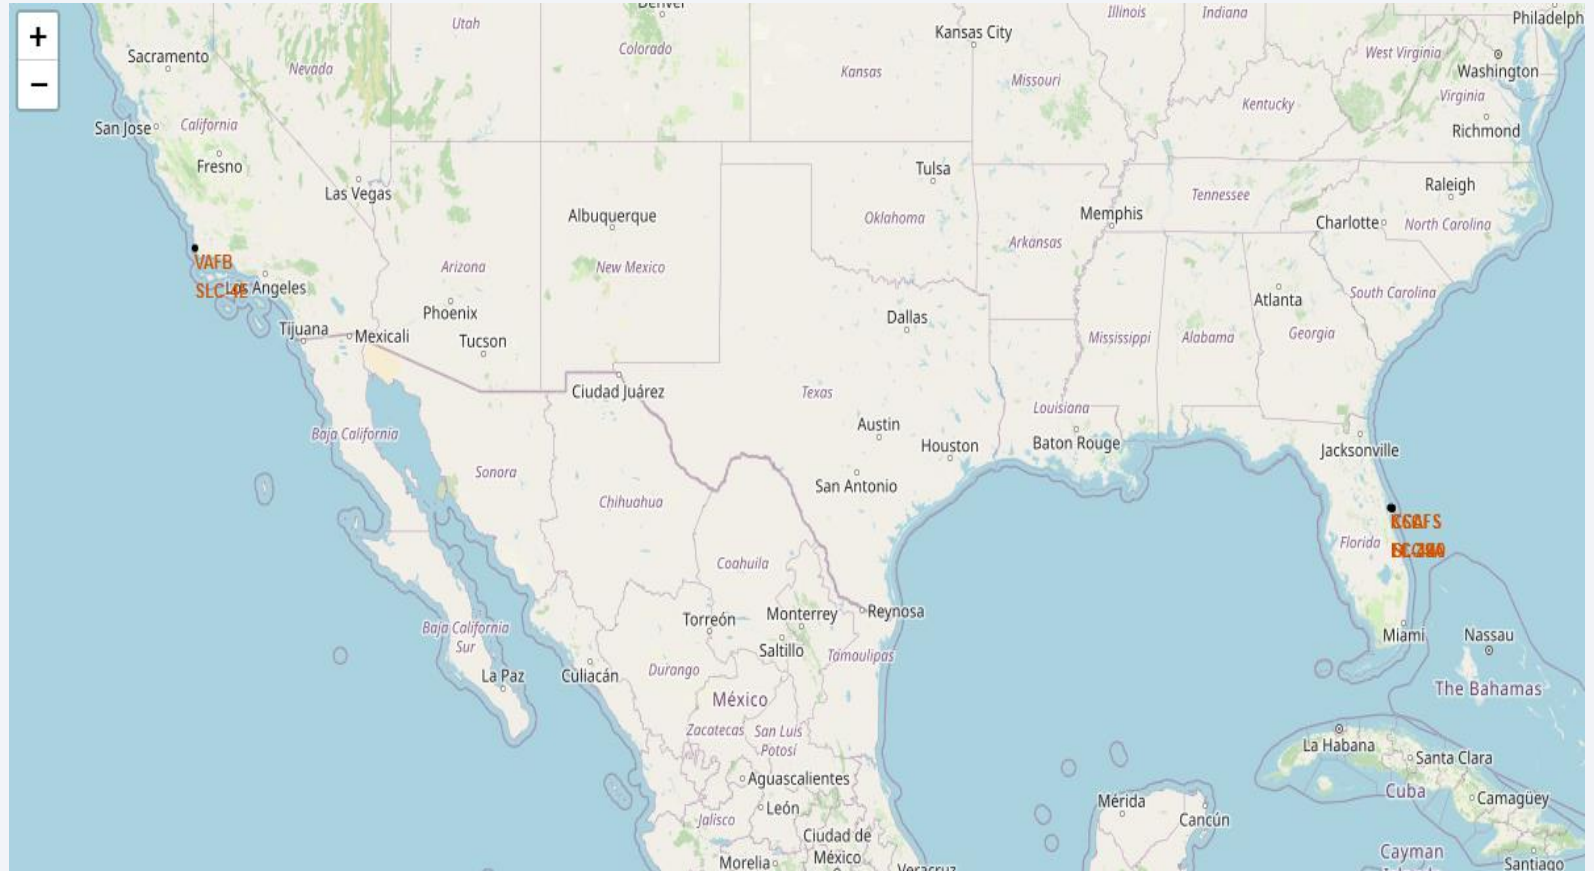 Denver
Philadelph
+
Utah
Illinois
Indiana
Kansas City
Sacramento
Colorado
West Virginia
Nevada
Kansas
Missouri
Washington
Virginia
Kentucky
San Jose
California
Richmond
Fresno
Tulsa
Las Vegas
Tennessee
Raleigh
Albuquerque
Oklahoma
Memphis
Charlotte
North Carolina
Arkansas
VAFB
Arizona
New Mexico
SLC-4E
Los Angeles
South Carolina
Phoenix
Atlanta
Dallas
Tijuana
Mexicali
Tucson
Mississippi
Alabama
Georgia
Ciudad Juárez
Texas
Louisiana
Austin
Baja California
Houston
Baton Rouge
Jacksonville
Sonora
San Antonio
Chihuahua
Florida
Coahuila
Reynosa
Torreón
Monterrey
Baja California
Sur
Miami
Nassau
Saltillo
Tamaulipas
La Paz
Culiacán
Durango
The Bahamas
México
Zacatecas
San Luis
Potosí
La Habana
Santa Clara
Aguascalientes
Cuba
Camagüey
León
Mérida
Cancún
Jalisco
Ciudad de
México
Cayman
Morelia
Veracruz
Santiago